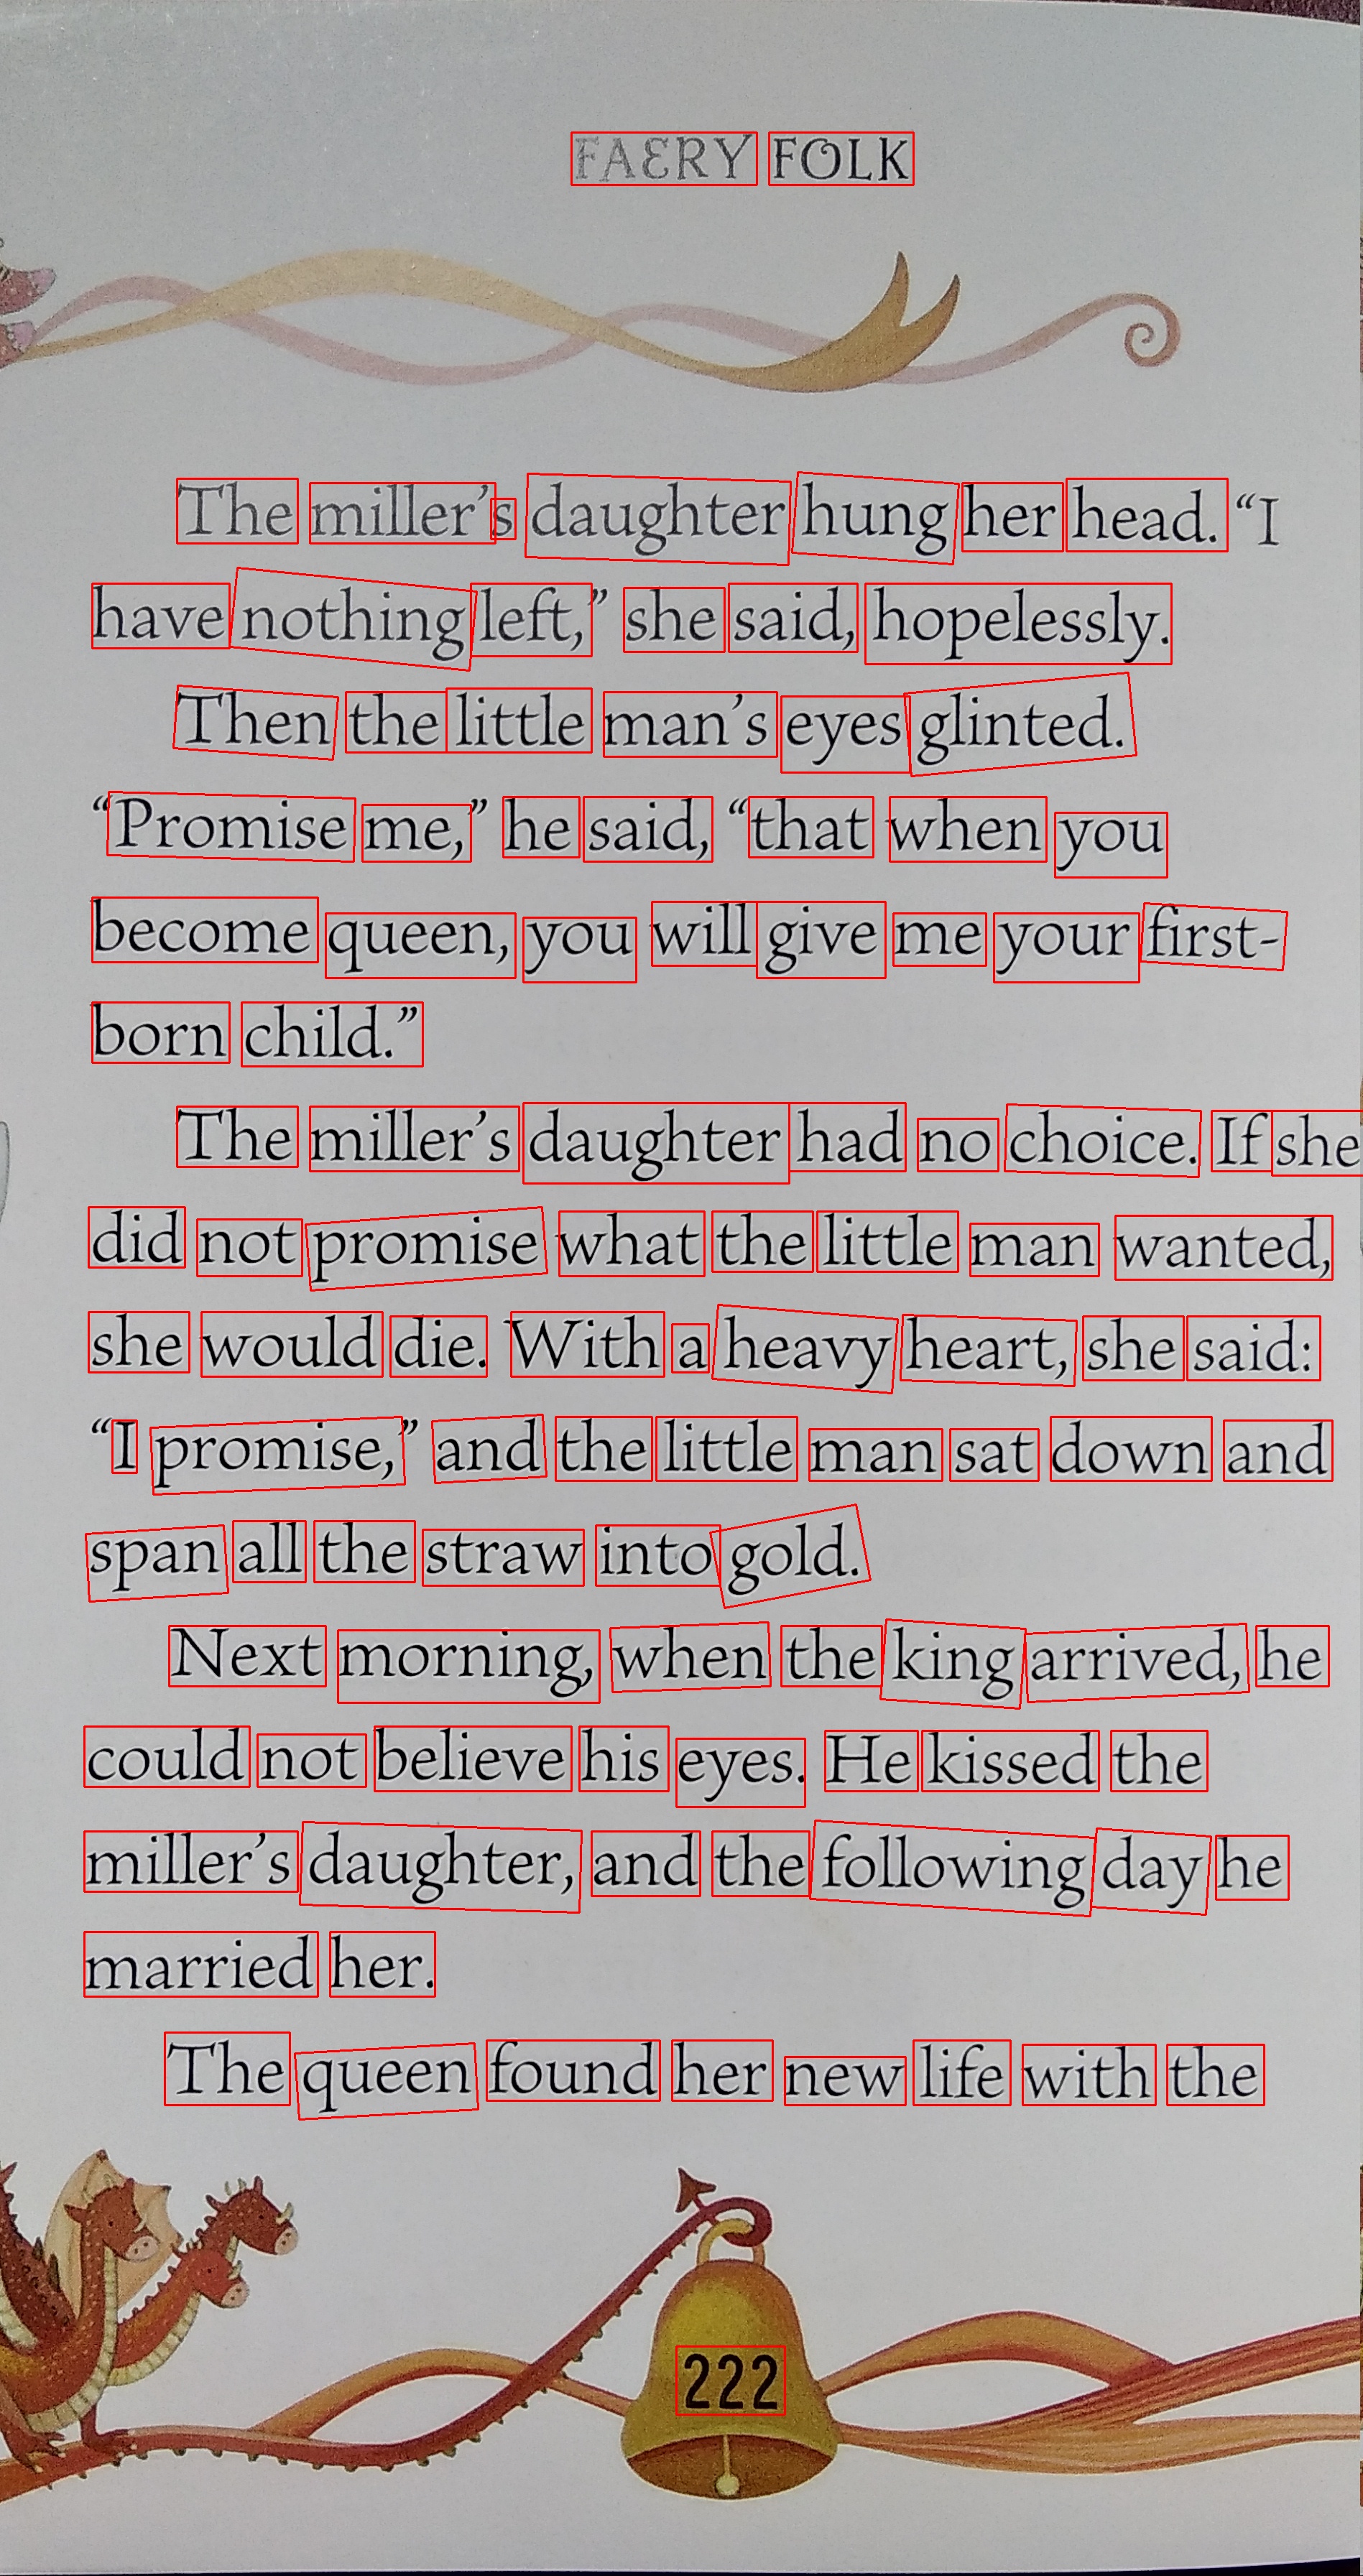 FAERY FOLK
The miller's daughter hung her head. “I
have nothing left,” she said, hopelessly.
Then the little man's eyes glinted.
“Promise me,” he said, “that when you
become queen, you will give me your first-
born child.”
The miller's daughter had no choice. If she
did not promise what the little man wanted,
she would die. With a heavy heart, she said:
“I promise,” and the little man sat down and
span all the straw into gold.
Next morning, when the king arrived, he
could not believe his eyes. He kissed the
miller's daughter, and the following day he
married her.
The queen found her new life with the
222